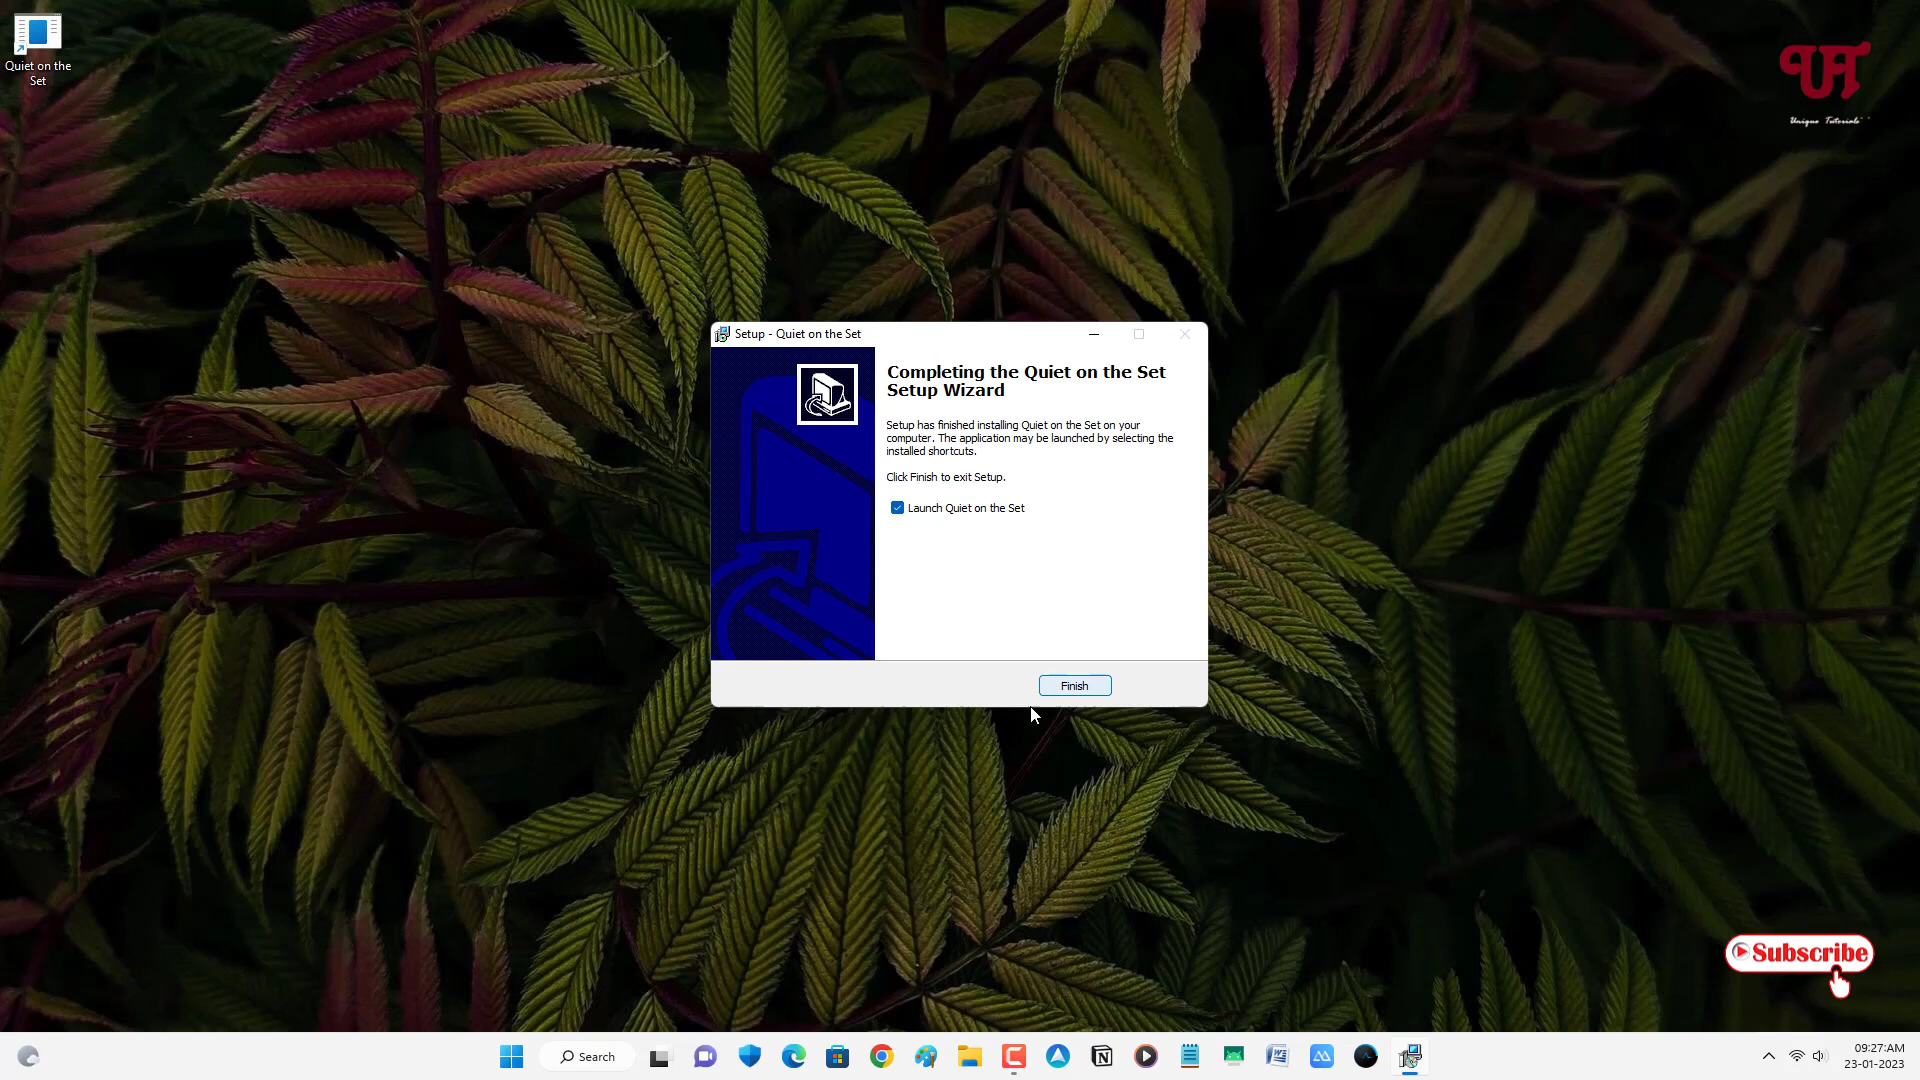 Quiet on the
Set
UT
Unique Tutorials
Setup - Quiet on the Set
Completing the Quiet on the Set
Setup Wizard
Setup has finished installing Quiet on the Set on your
computer. The application may be launched by selecting the
installed shortcuts.
Click Finish to exit Setup.
Launch Quiet on the Set
Finish
Subscribe
Search
09:27:AM
23-01-2023